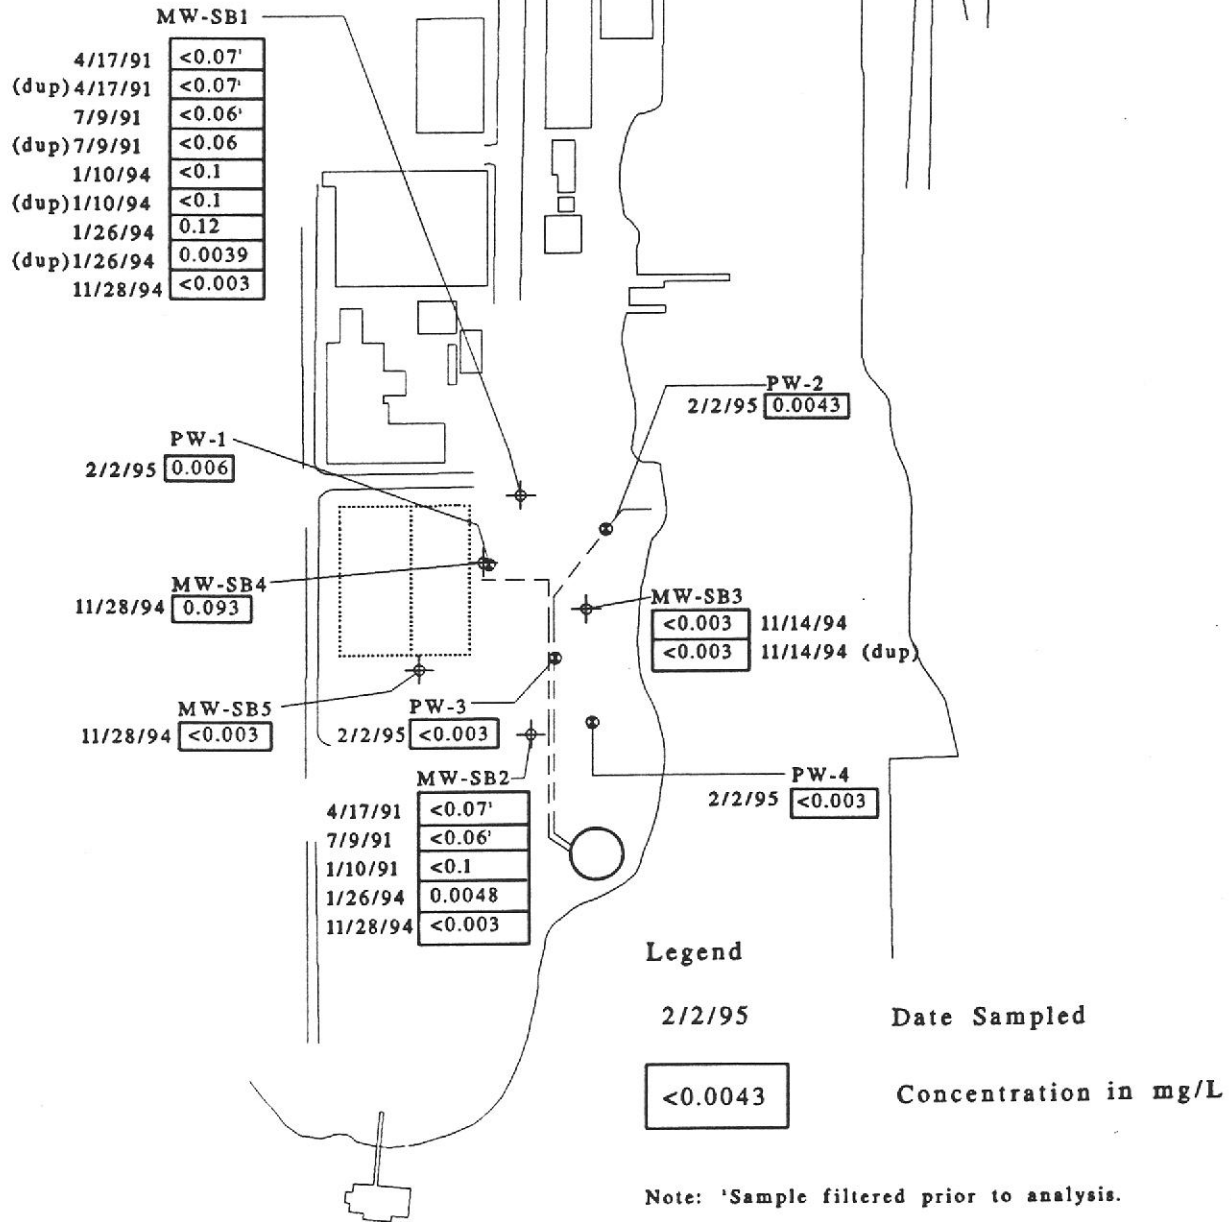 MW-SB1
4/17/91 <0.07¹
(dup) 4/17/91 <0.07¹
7/9/91 <0.06¹
(dup) 7/9/91 <0.06
1/10/94 <0.1
(dup) 1/10/94 <0.1
1/26/94 0.12
(dup) 1/26/94 0.0039
11/28/94 <0.003
PW-2
2/2/95 0.0043
PW-1
2/2/95 0.006
MW-SB4
11/28/94 0.093
MW-SB3
<0.003 11/14/94
<0.003 11/14/94 (dup)
MW-SB5
11/28/94 <0.003
PW-3
2/2/95 <0.003
MW-SB2
4/17/91 <0.07¹
7/9/91 <0.06¹
1/10/91 <0.1
1/26/94 0.0048
11/28/94 <0.003
PW-4
2/2/95 <0.003
Legend
2/2/95 Date Sampled
<0.0043 Concentration in mg/L
Note: ¹Sample filtered prior to analysis.